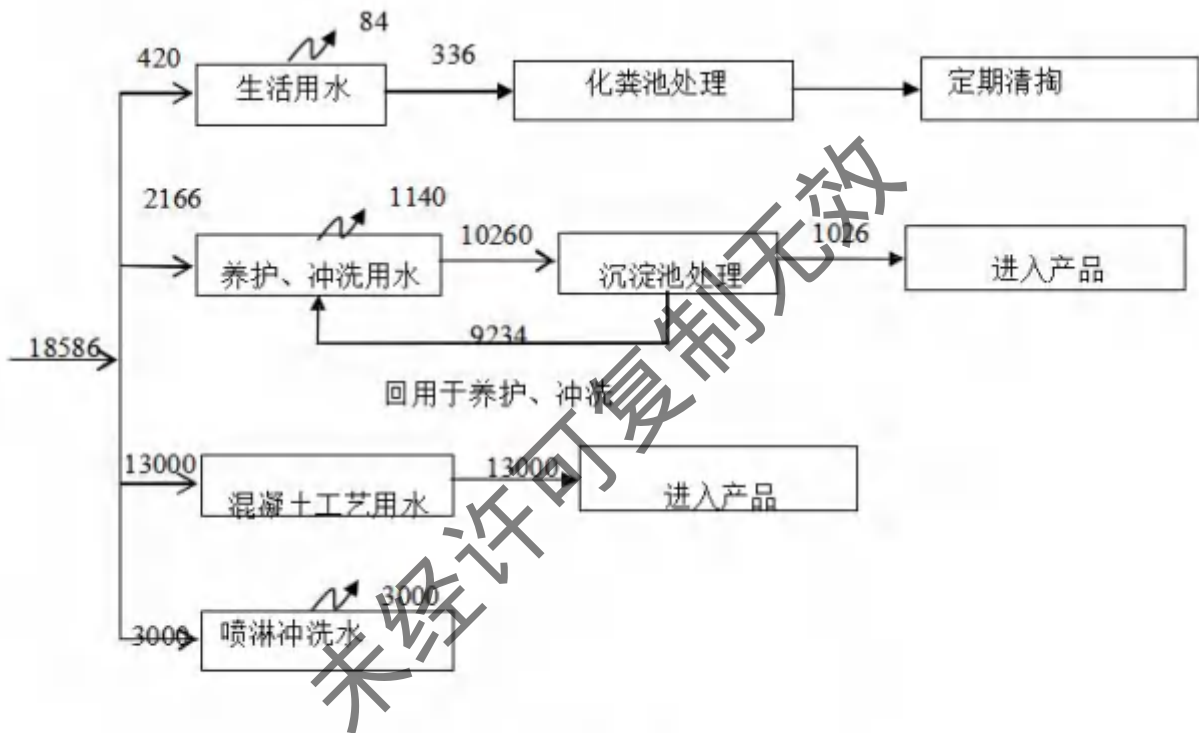 84
420
336
生活用水
化粪池处理
定期清掏
2166
1140
10260
1026
养护、冲洗用水
沉淀池处理
进入产品
9234
18586
回用于养护、冲洗
13000
13000
混凝土工艺用水
进入产品
3000
3000
喷淋冲洗水
未经许可复制无效